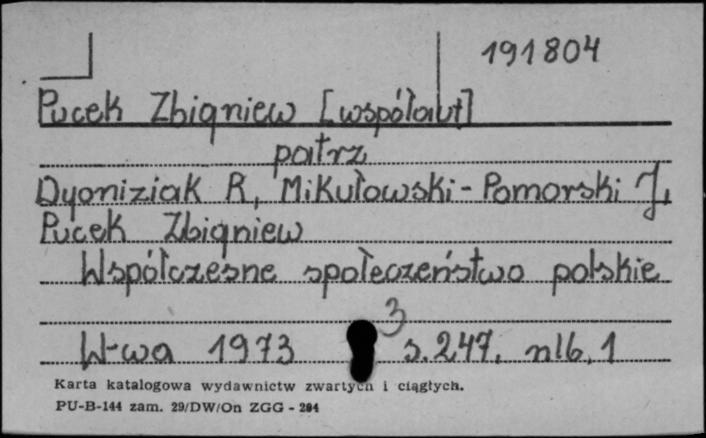 191804
Pucek Zbigniew [współaut]
patrz
Dyoniziak R, Mikułowski-Pomorski J,
Pucek Zbigniew
Współczesne społeczeństwo polskie
3
W-wa 1973 s. 247, nlb. 1
Karta katalogowa wydawnictw zwartych i ciągłych.
PU-B-144 zam. 29/DW/On ZGG - 294